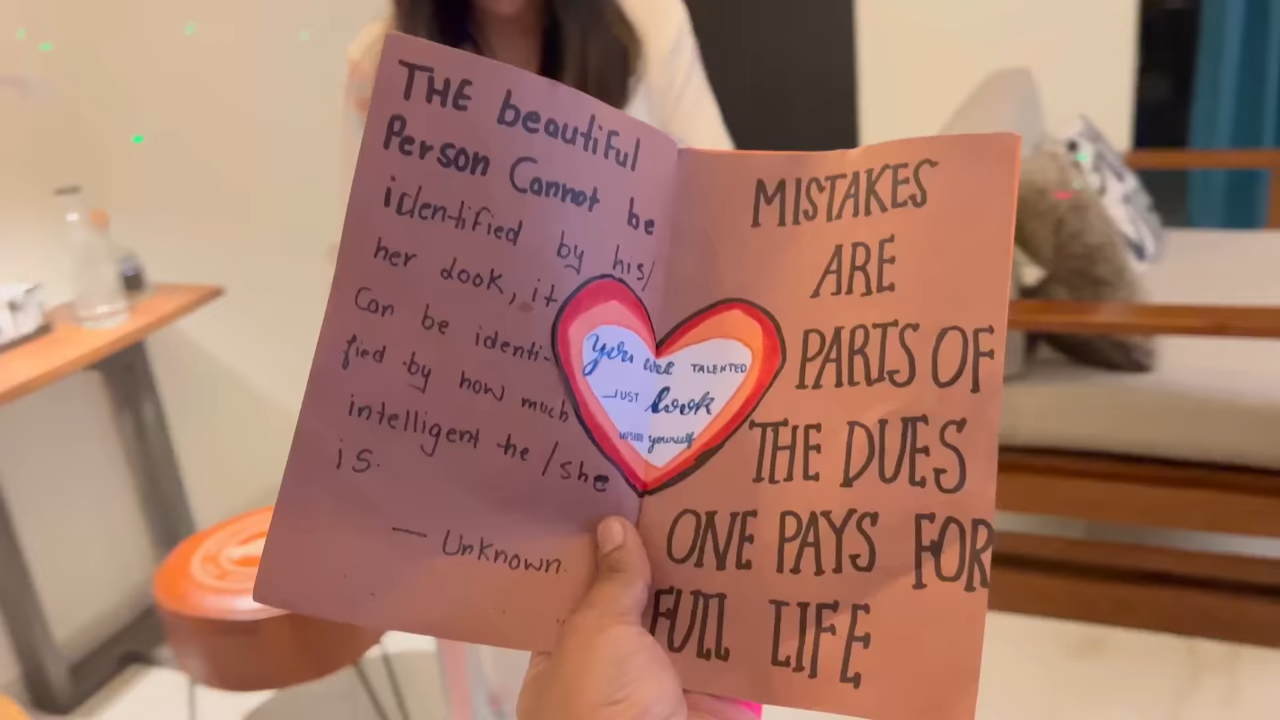 THE beautiful
Person Cannot be
identified by his/
her dook, it
Can be identi-
fied by how much
intelligent he/she
is.
— Unknown.
you are TALENTED
JUST look
INSIDE yourself
MISTAKES
ARE
PARTS OF
THE DUES
ONE PAYS FOR
FULL LIFE